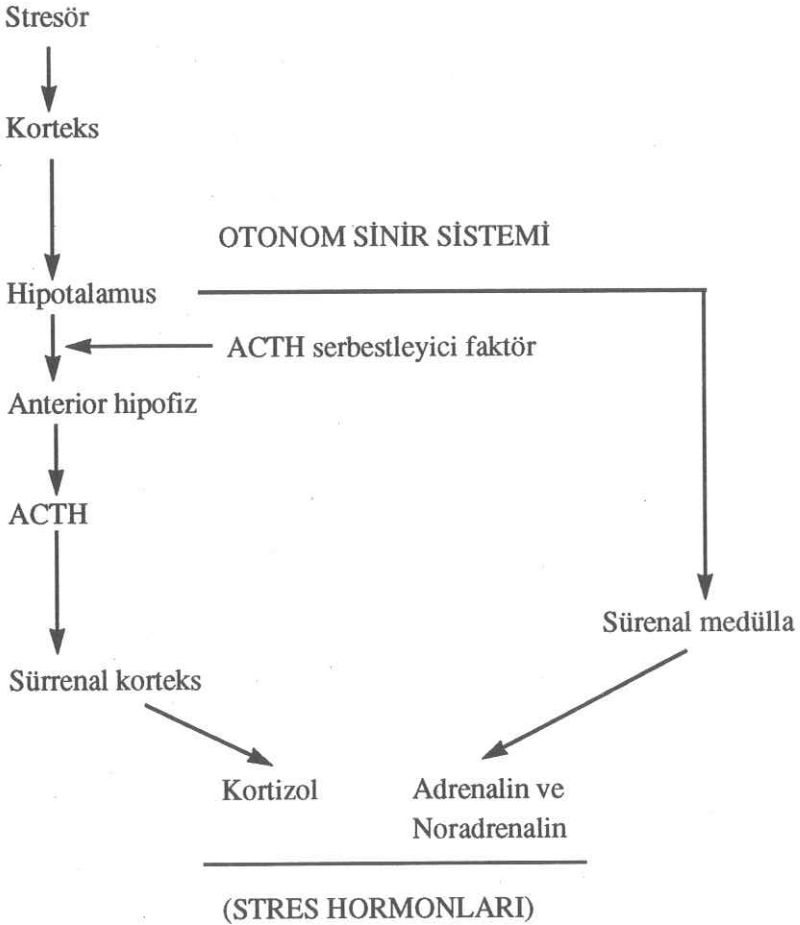 Stresör
Korteks
OTONOM SİNİR SİSTEMİ
Hipotalamus
ACTH serbestleyici faktör
Anterior hipofiz
ACTH
Sürenal medülla
Sürrenal korteks
Kortizol
Adrenalin ve
Noradrenalin
(STRES HORMONLARI)